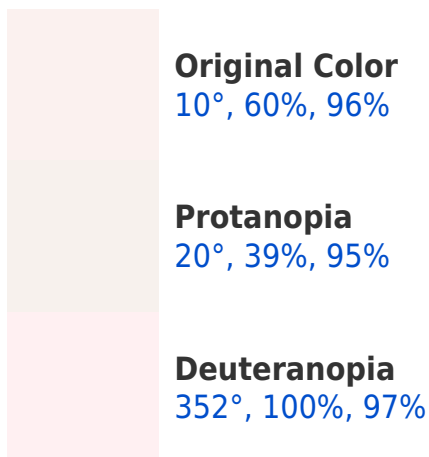 Original Color
10°, 60%, 96%
Protanopia
20°, 39%, 95%
Deuteranopia
352°, 100%, 97%